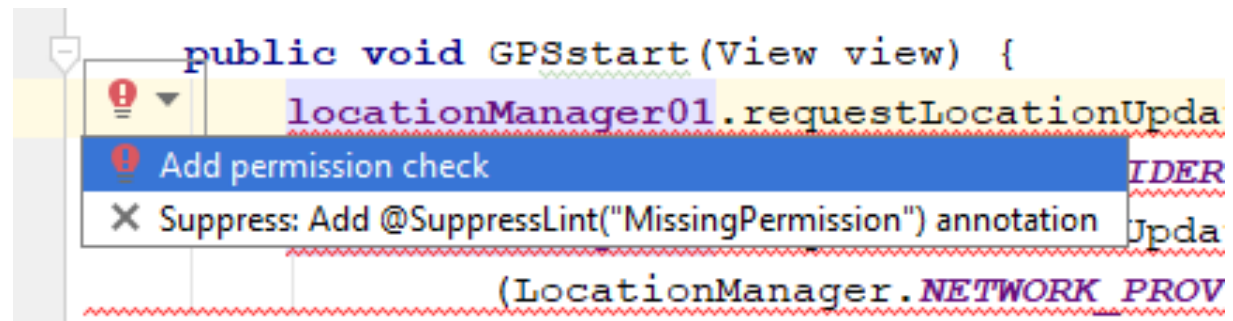 public void GPSstart(View view) {
locationManager01.requestLocationUpda
Add permission check
IDER
Suppress: Add @SuppressLint("MissingPermission") annotation
Upda
(LocationManager.NETWORK_PROV